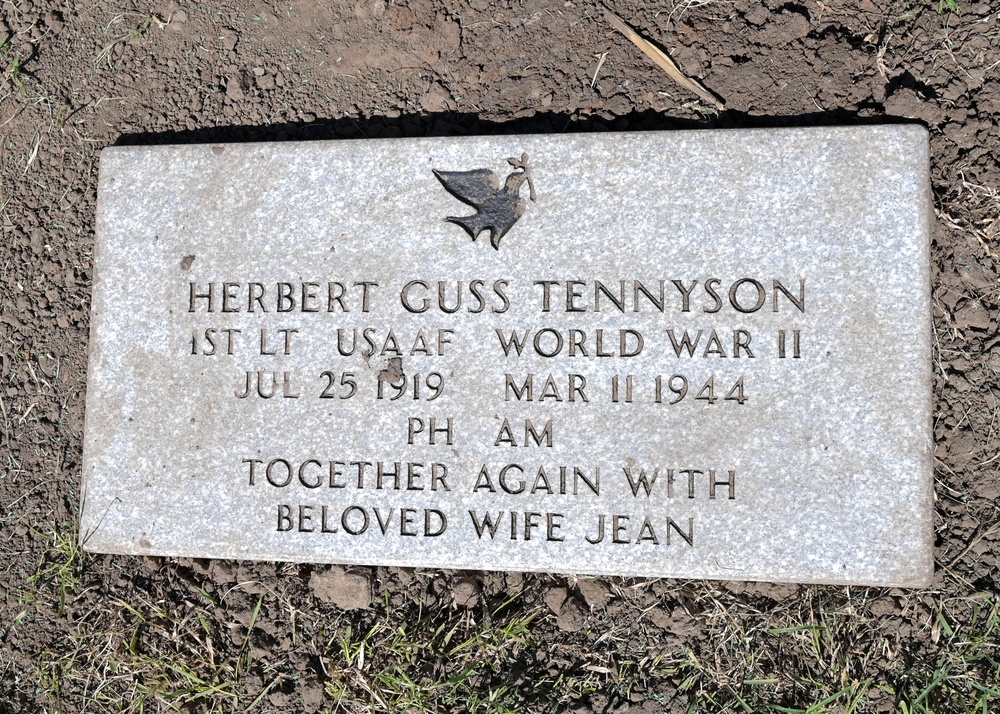 HERBERT GUSS TENNYSON
1ST LT USAAF WORLD WAR II
JUL 25 1919 MAR 11 1944
PH AM
TOGETHER AGAIN WITH
BELOVED WIFE JEAN